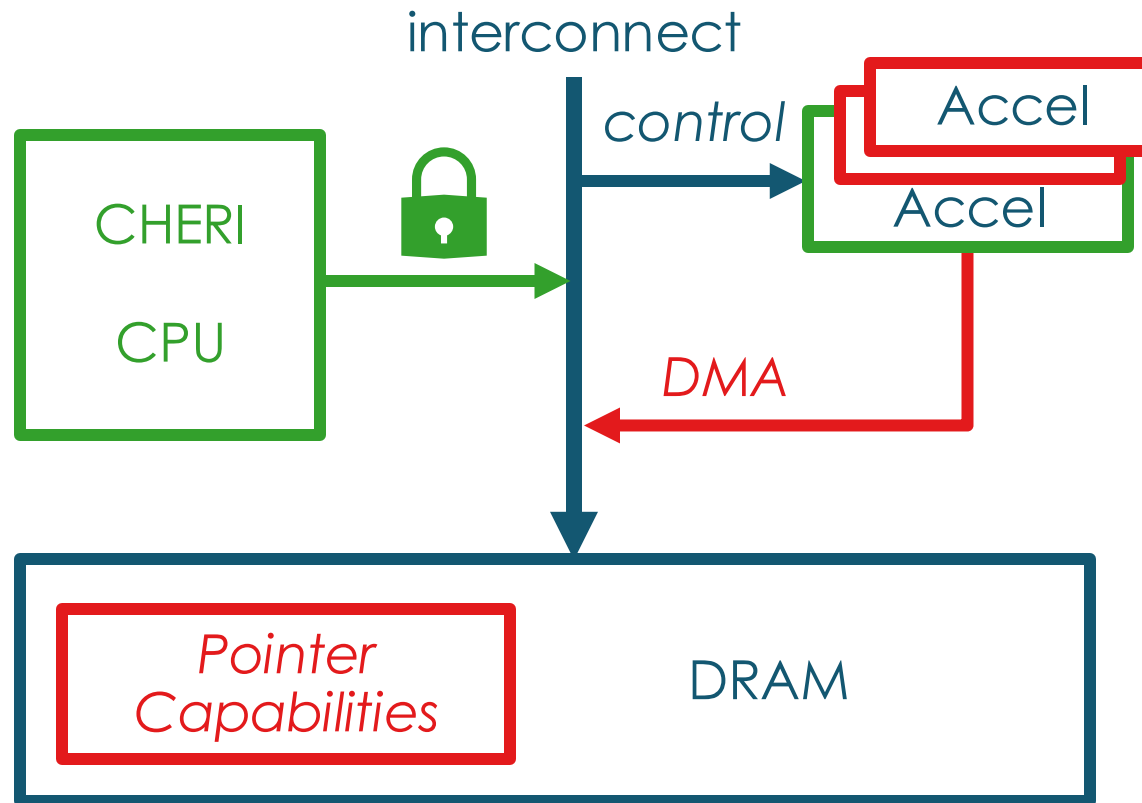 interconnect
control
Accel
Accel
CHERI
CPU
DMA
Pointer
Capabilities
DRAM